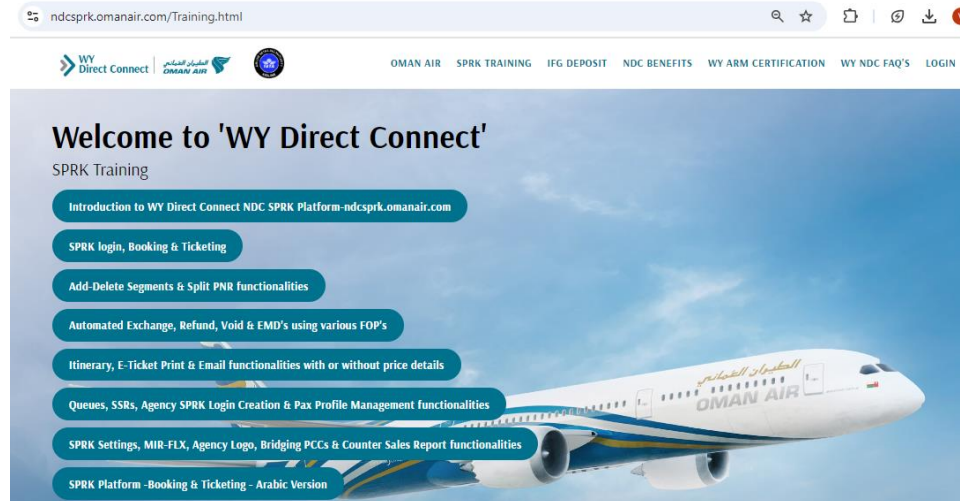 ndcsprk.omanair.com/Training.html
WY
Direct Connect
الطيران العماني
OMAN AIR
OMAN AIR SPRK TRAINING IFG DEPOSIT NDC BENEFITS WY ARM CERTIFICATION WY NDC FAQ'S LOGIN
Welcome to 'WY Direct Connect'
SPRK Training
Introduction to WY Direct Connect NDC SPRK Platform-ndcsprk.omanair.com
SPRK login, Booking & Ticketing
Add-Delete Segments & Split PNR functionalities
Automated Exchange, Refund, Void & EMD's using various FOP's
Itinerary, E-Ticket Print & Email functionalities with or without price details
Queues, SSRs, Agency SPRK Login Creation & Pax Profile Management functionalities
SPRK Settings, MIR-FLX, Agency Logo, Bridging PCCs & Counter Sales Report functionalities
SPRK Platform -Booking & Ticketing - Arabic Version
الطيران العماني
OMAN AIR